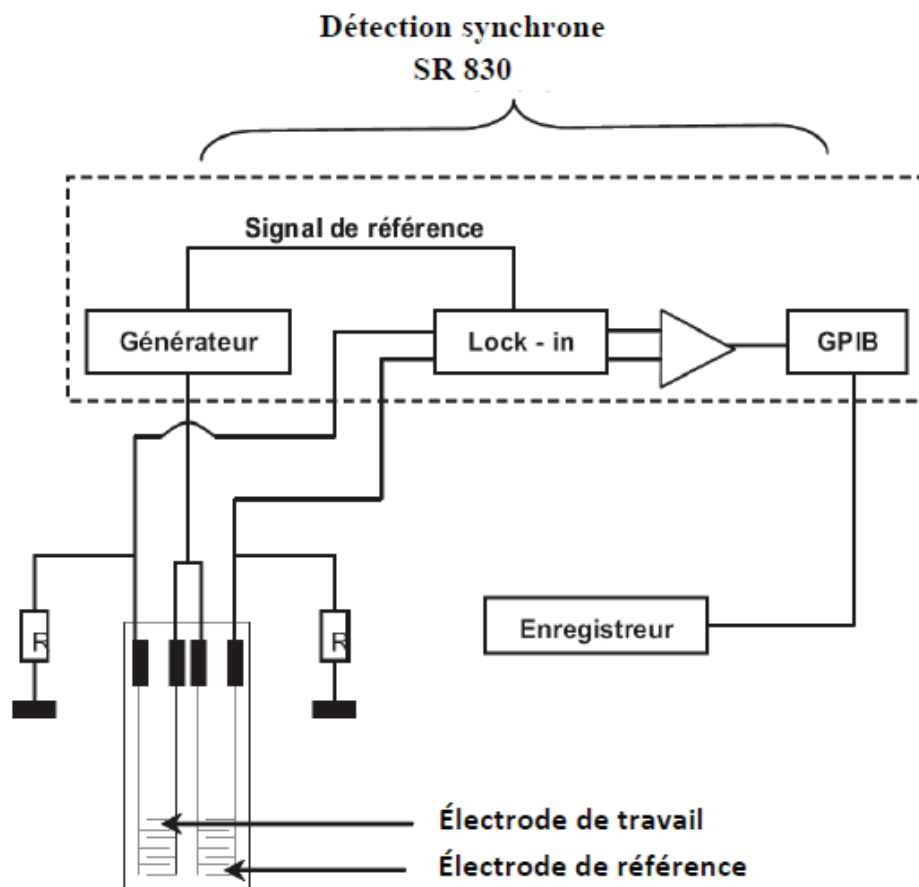 Détection synchrone
SR 830
Signal de référence
Générateur
Lock - in
GPIB
R
R
Enregistreur
Électrode de travail
Électrode de référence